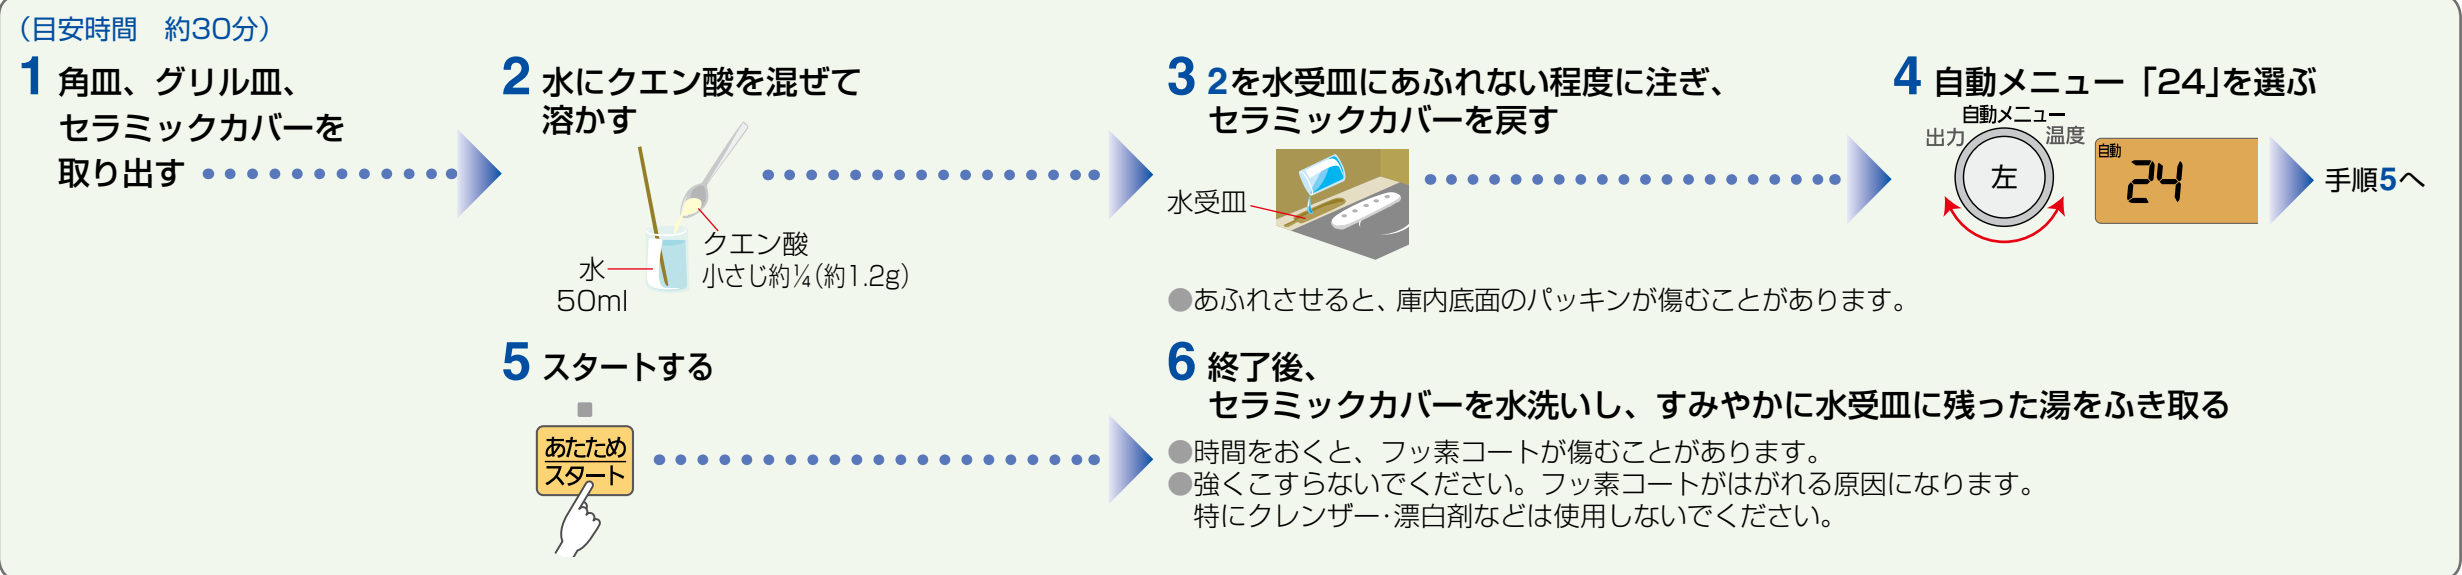 （目安時間　約30分）
1 角皿、グリル皿、
セラミックカバーを
取り出す
2 水にクエン酸を混ぜて
溶かす
クエン酸
小さじ約¼（約1.2g）
水
50ml
3 2を水受皿にあふれない程度に注ぎ、
セラミックカバーを戻す
水受皿
●あふれさせると、庫内底面のパッキンが傷むことがあります。
4 自動メニュー「24」を選ぶ
自動メニュー
出力
温度
左
自動
24
手順5へ
5 スタートする
あたため
スタート
6 終了後、
セラミックカバーを水洗いし、すみやかに水受皿に残った湯をふき取る
●時間をおくと、フッ素コートが傷むことがあります。
●強くこすらないでください。フッ素コートがはがれる原因になります。
特にクレンザー・漂白剤などは使用しないでください。